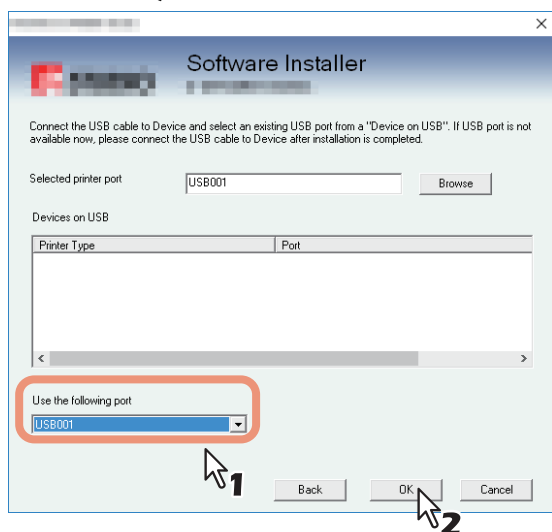 Software Installer
Connect the USB cable to Device and select an existing USB port from a "Device on USB". If USB port is not
available now, please connect the USB cable to Device after installation is completed.
Selected printer port USB001 Browse
Devices on USB
Printer Type Port
Use the following port
USB001
1
Back OK Cancel
2